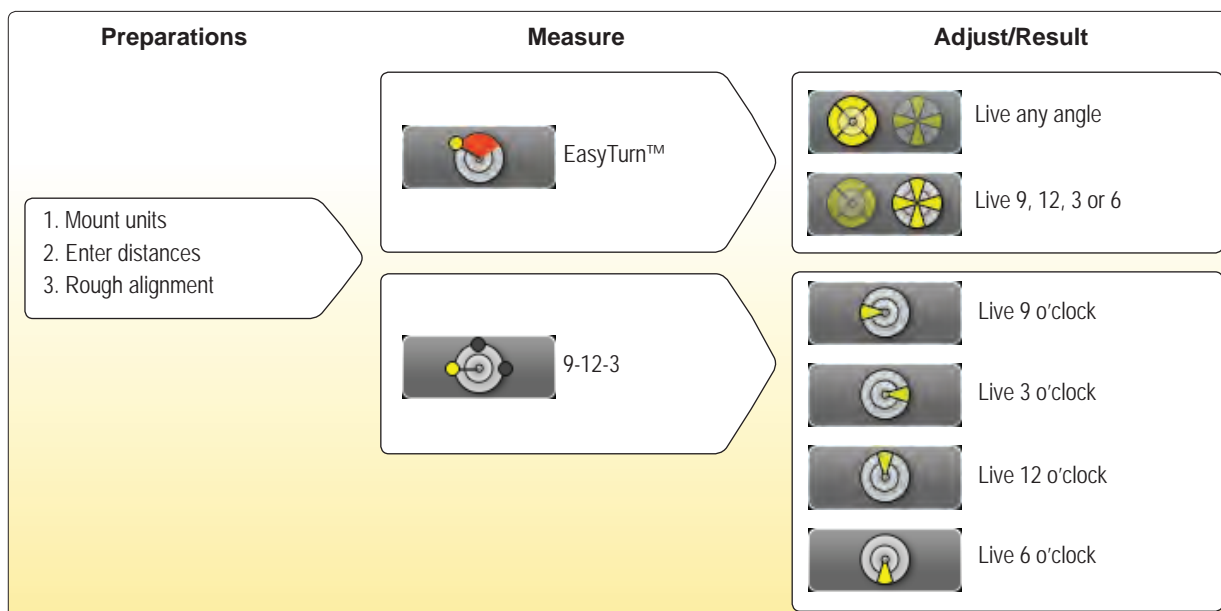 Preparations
Measure
Adjust/Result
1. Mount units
2. Enter distances
3. Rough alignment
EasyTurn™
9-12-3
Live any angle
Live 9, 12, 3 or 6
Live 9 o’clock
Live 3 o’clock
Live 12 o’clock
Live 6 o’clock